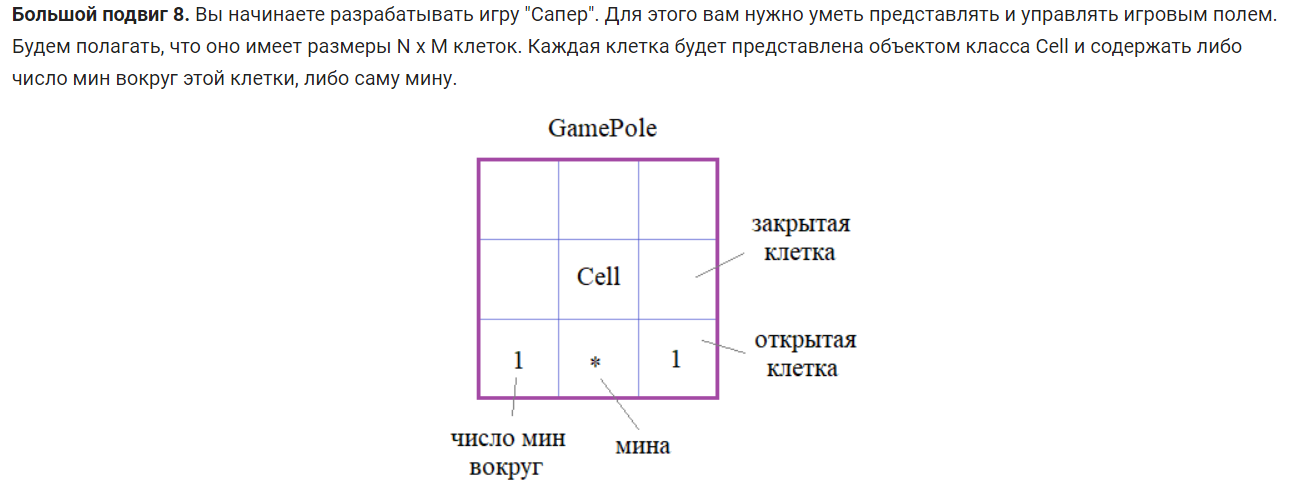 Большой подвиг 8. Вы начинаете разрабатывать игру "Сапер". Для этого вам нужно уметь представлять и управлять игровым полем.
Будем полагать, что оно имеет размеры N x M клеток. Каждая клетка будет представлена объектом класса Cell и содержать либо
число мин вокруг этой клетки, либо саму мину.
GamePole
закрытая
клетка
Cell
открытая
клетка
1 * 1
число мин
вокруг
мина